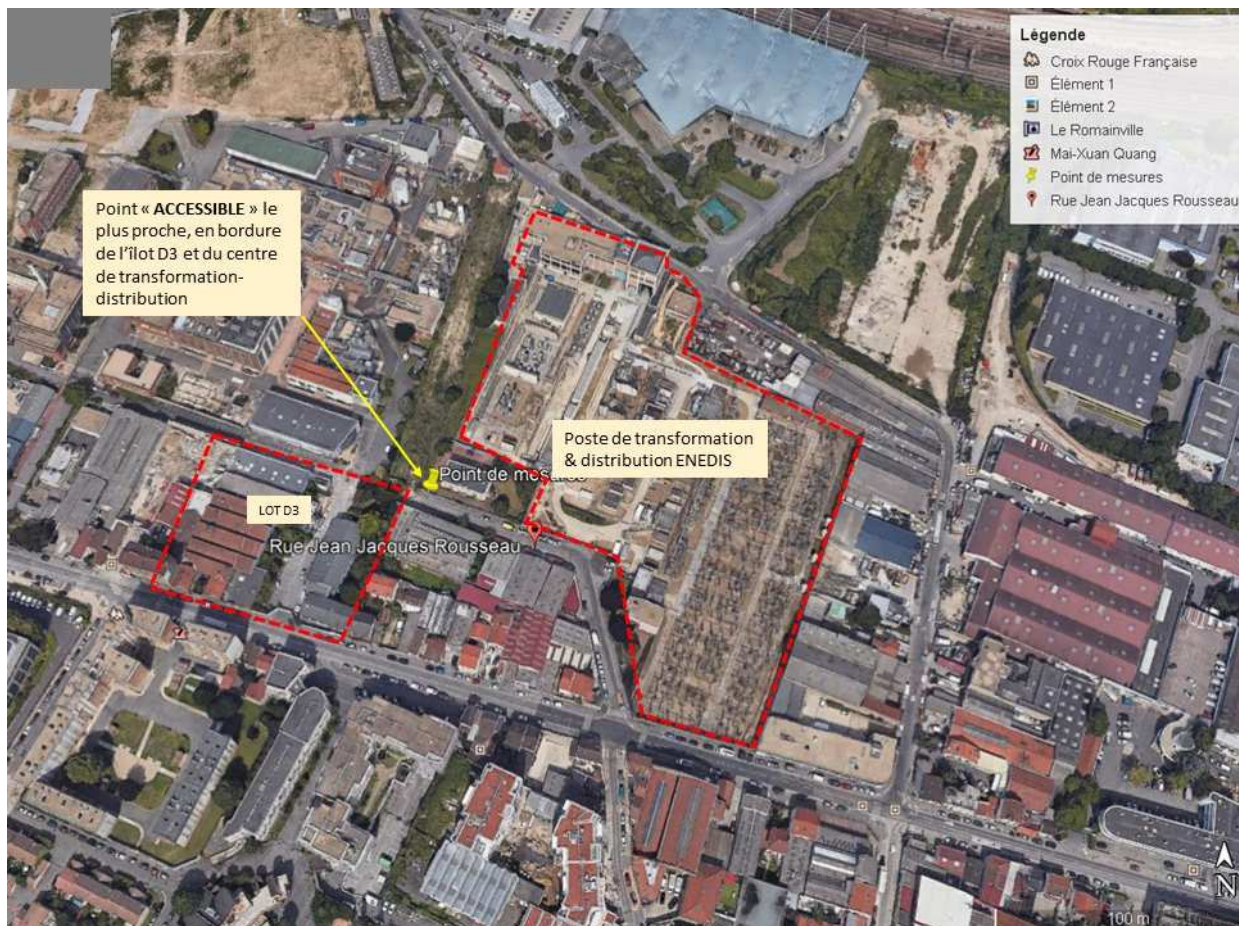 Légende
Croix Rouge Française
Élément 1
Élément 2
Le Romainville
Mai-Xuan Quang
Point de mesures
Rue Jean Jacques Rousseau
Point « ACCESSIBLE » le
plus proche, en bordure
de l'îlot D3 et du centre
de transformation-
distribution
Poste de transformation
& distribution ENEDIS
Point de mesures
LOT D3
Rue Jean Jacques Rousseau
N
100 m